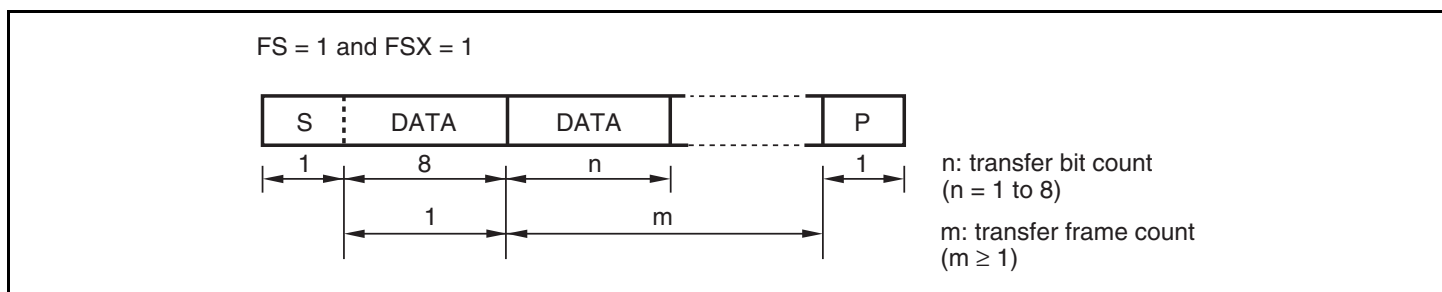 FS = 1 and FSX = 1
S DATA DATA P
1 8 n 1
1 m
n: transfer bit count
(n = 1 to 8)
m: transfer frame count
(m ≥ 1)